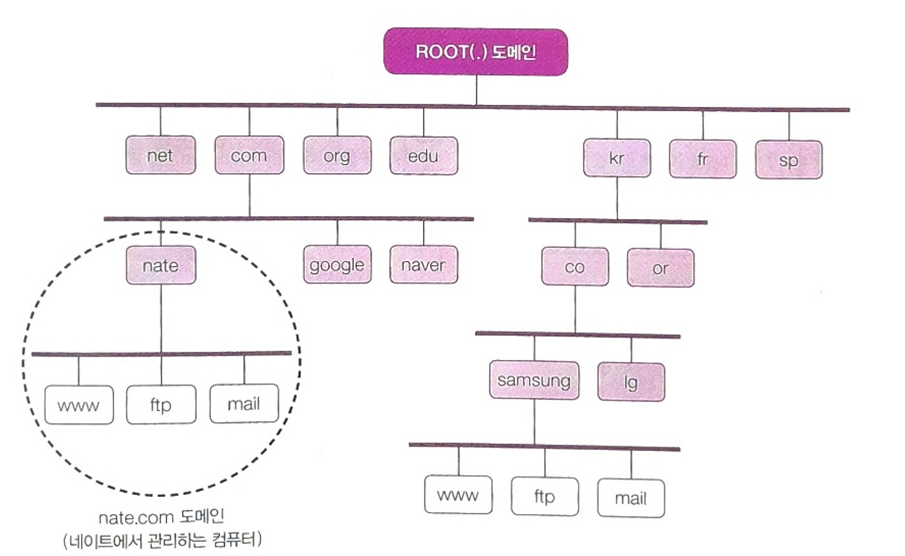 ROOT(.) 도메인
net com org edu kr fr sp
nate google naver co or
samsung lg
www ftp mail
www ftp mail
nate.com 도메인
(네이트에서 관리하는 컴퓨터)